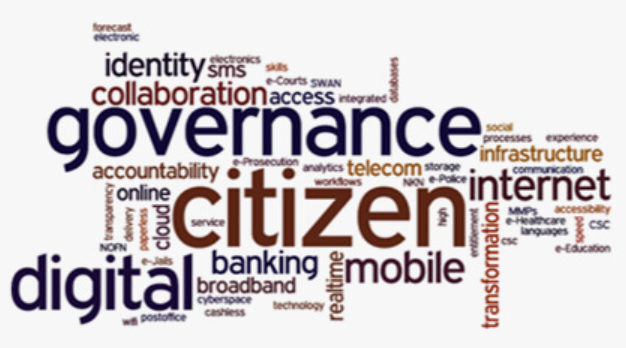 forecast
electronic
identity
electronics
sms
skills
e-Courts
SWAN
databases
collaboration
access
integrated
governance
social
processes
experience
infrastructure
accountability
e-Prosecution
analytics
telecom
storage
communication
workflows
NKN
e-Police
internet
transparency
online
delivery
paperless
cloud
service
citizen
high
entitlement
MMPs
accessibility
e-Healthcare
speed
CSC
languages
csc
e-Education
transformation
NOFN
e-Jails
banking
realtime
mobile
digital
broadband
cyberspace
technology
cashless
wifi
postoffice